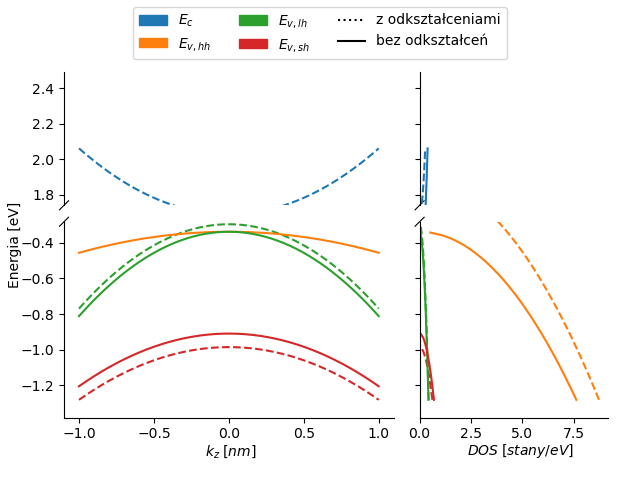 E_c E_{v,lh} z odkształceniami
E_{v,hh} E_{v,sh} bez odkształceń
Energia [eV]
2.4
2.2
2.0
1.8
−0.4
−0.6
−0.8
−1.0
−1.2
−1.0 −0.5 0.0 0.5 1.0
k_z [nm]
0.0 2.5 5.0 7.5
DOS [stany/eV]